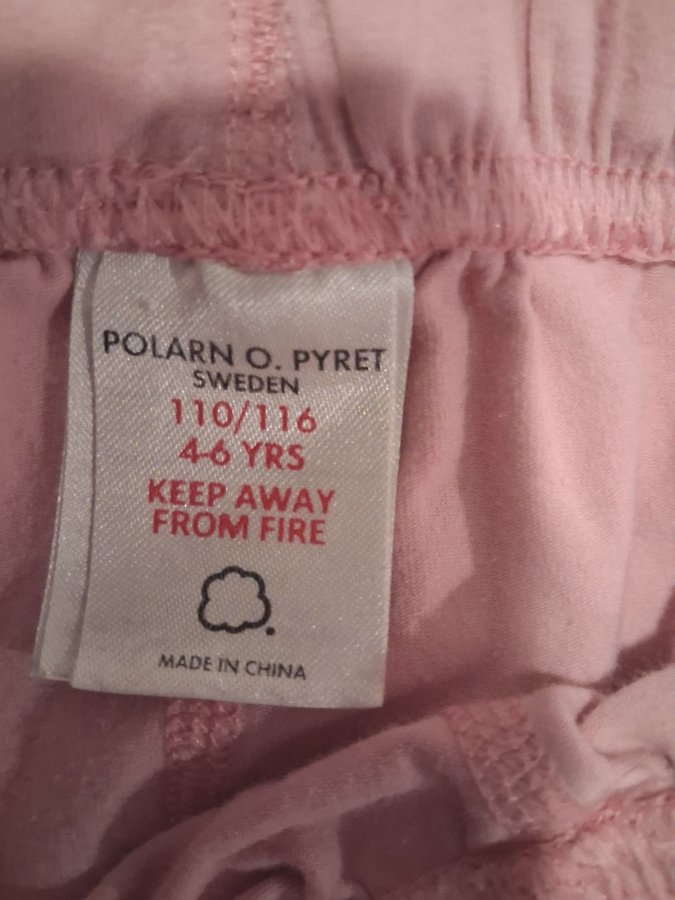 POLARN O. PYRET
SWEDEN
110/116
4-6 YRS
KEEP AWAY
FROM FIRE
MADE IN CHINA